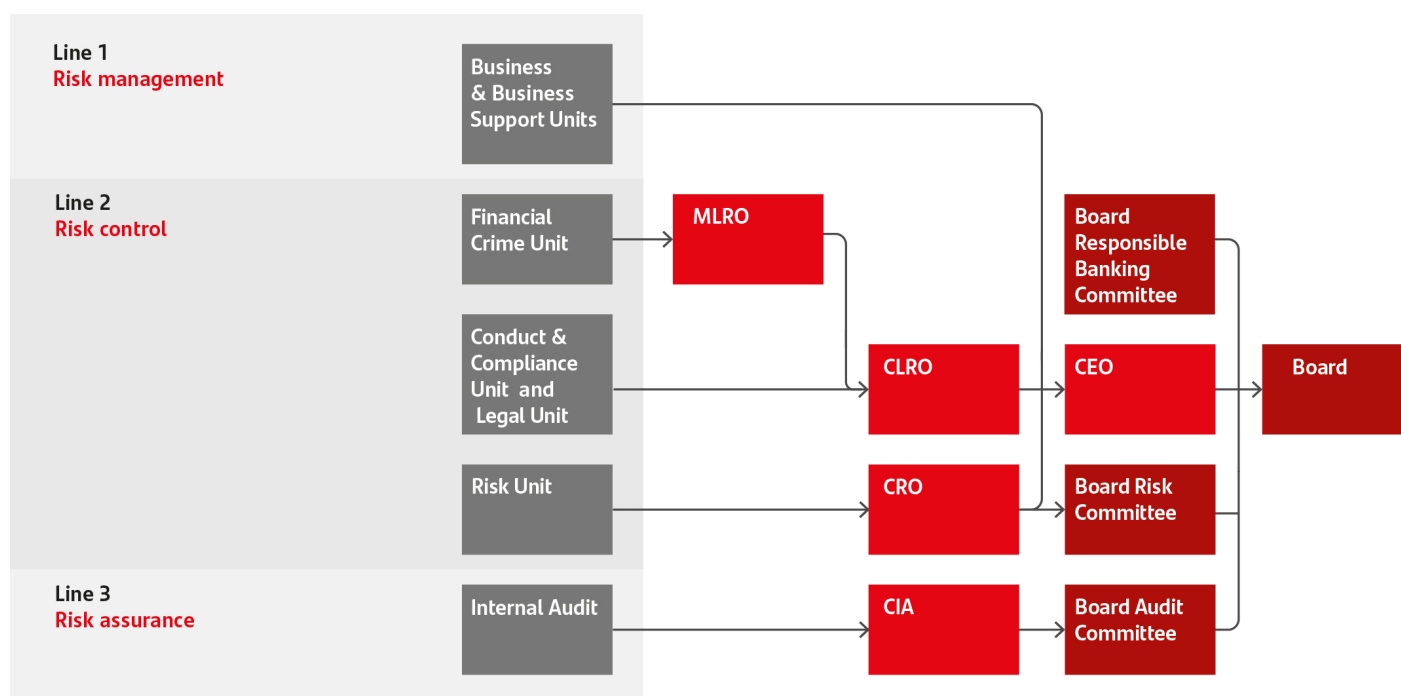 Line 1
Risk management
Business
& Business
Support Units
Line 2
Risk control
Financial
Crime Unit
MLRO
Board
Responsible
Banking
Committee
Conduct &
Compliance
Unit and
Legal Unit
CLRO
CEO
Board
Risk Unit
CRO
Board Risk
Committee
Line 3
Risk assurance
Internal Audit
CIA
Board Audit
Committee